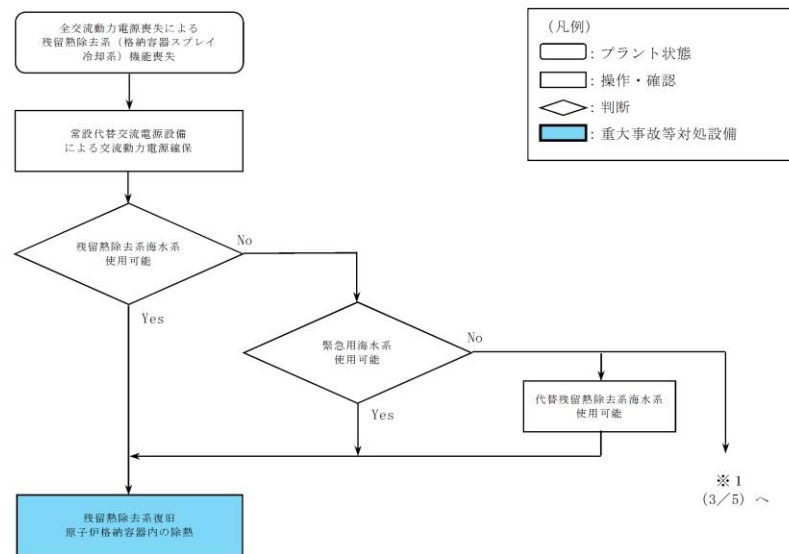 全交流動力電源喪失による
残留熱除去系（格納容器スプレイ
冷却系）機能喪失
常設代替交流電源設備
による交流動力電源確保
残留熱除去系海水系
使用可能
No
Yes
緊急用海水系
使用可能
No
Yes
代替残留熱除去系海水系
使用可能
※１
(3／5) へ
残留熱除去系復旧
原子炉格納容器内の除熱
（凡例）
：プラント状態
：操作・確認
：判断
：重大事故等対処設備